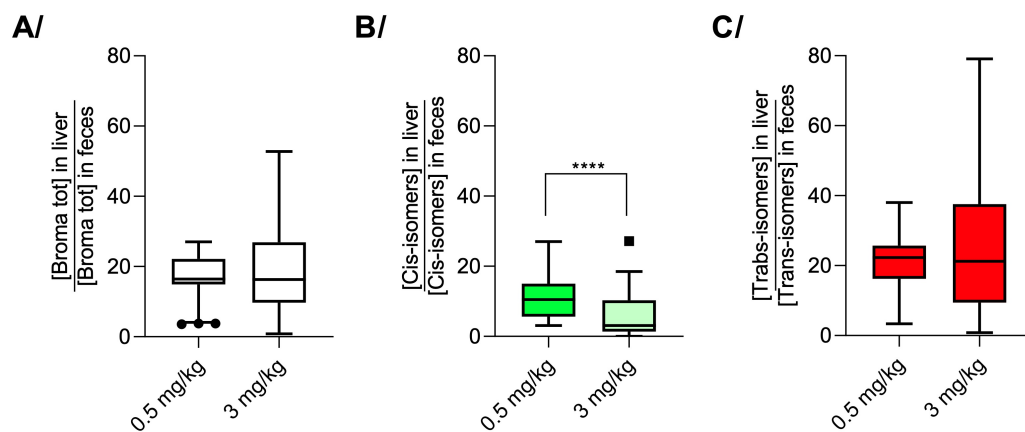 A/
B/
C/
[Broma tot] in liver
[Broma tot] in feces
80
60
40
20
0
0.5 mg/kg
3 mg/kg
[Cis-isomers] in liver
[Cis-isomers] in feces
80
60
40
20
0
****
0.5 mg/kg
3 mg/kg
[Trabs-isomers] in liver
[Trans-isomers] in feces
80
60
40
20
0
0.5 mg/kg
3 mg/kg